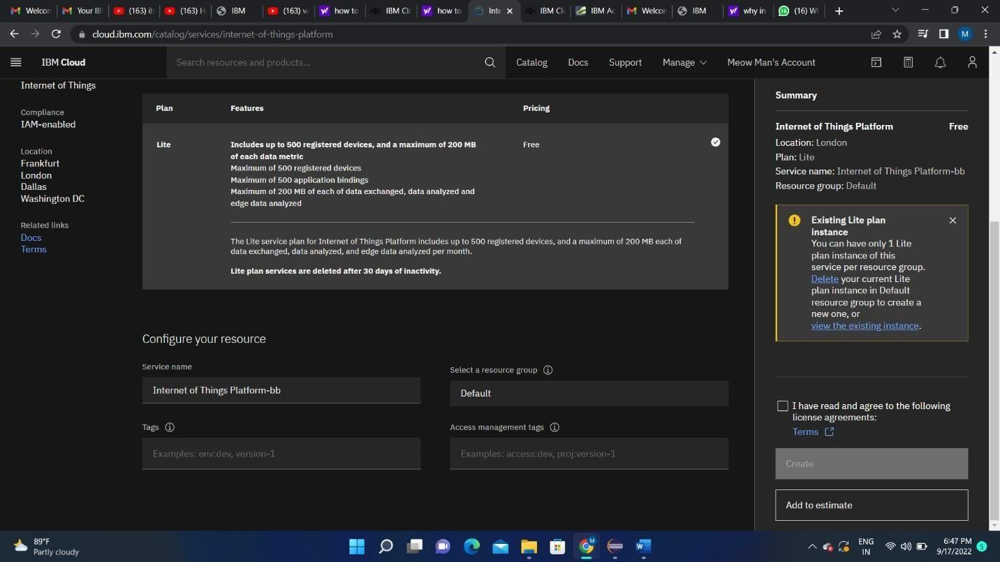 Welcon
Your IB
(163) ib
(163) H
IBM
(163) w
how to
IBM Cl
how to
Inte
IBM Cl
IBM Ac
Welcon
IBM
why in
(16) W
cloud.ibm.com/catalog/services/internet-of-things-platform
M
IBM Cloud
Search resources and products...
Catalog
Docs
Support
Manage
Meow Man's Account
Internet of Things
Compliance
IAM-enabled
Location
Frankfurt
London
Dallas
Washington DC
Related links
Docs
Terms
Plan
Features
Pricing
Lite
Includes up to 500 registered devices, and a maximum of 200 MB
of each data metric
Maximum of 500 registered devices
Maximum of 500 application bindings
Maximum of 200 MB of each of data exchanged, data analyzed and
edge data analyzed
Free
The Lite service plan for Internet of Things Platform includes up to 500 registered devices, and a maximum of 200 MB each of
data exchanged, data analyzed, and edge data analyzed per month.
Lite plan services are deleted after 30 days of inactivity.
Configure your resource
Service name
Internet of Things Platform-bb
Select a resource group
Default
Tags
Examples: env:dev, version-1
Access management tags
Examples: access:dev, proj:version-1
Summary
Internet of Things Platform Free
Location: London
Plan: Lite
Service name: Internet of Things Platform-bb
Resource group: Default
Existing Lite plan
instance
You can have only 1 Lite
plan instance of this
service per resource group.
Delete your current Lite
plan instance in Default
resource group to create a
new one, or
view the existing instance.
I have read and agree to the following
license agreements:
Terms
Create
Add to estimate
89°F
Partly cloudy
ENG
IN
6:47 PM
9/17/2022
S